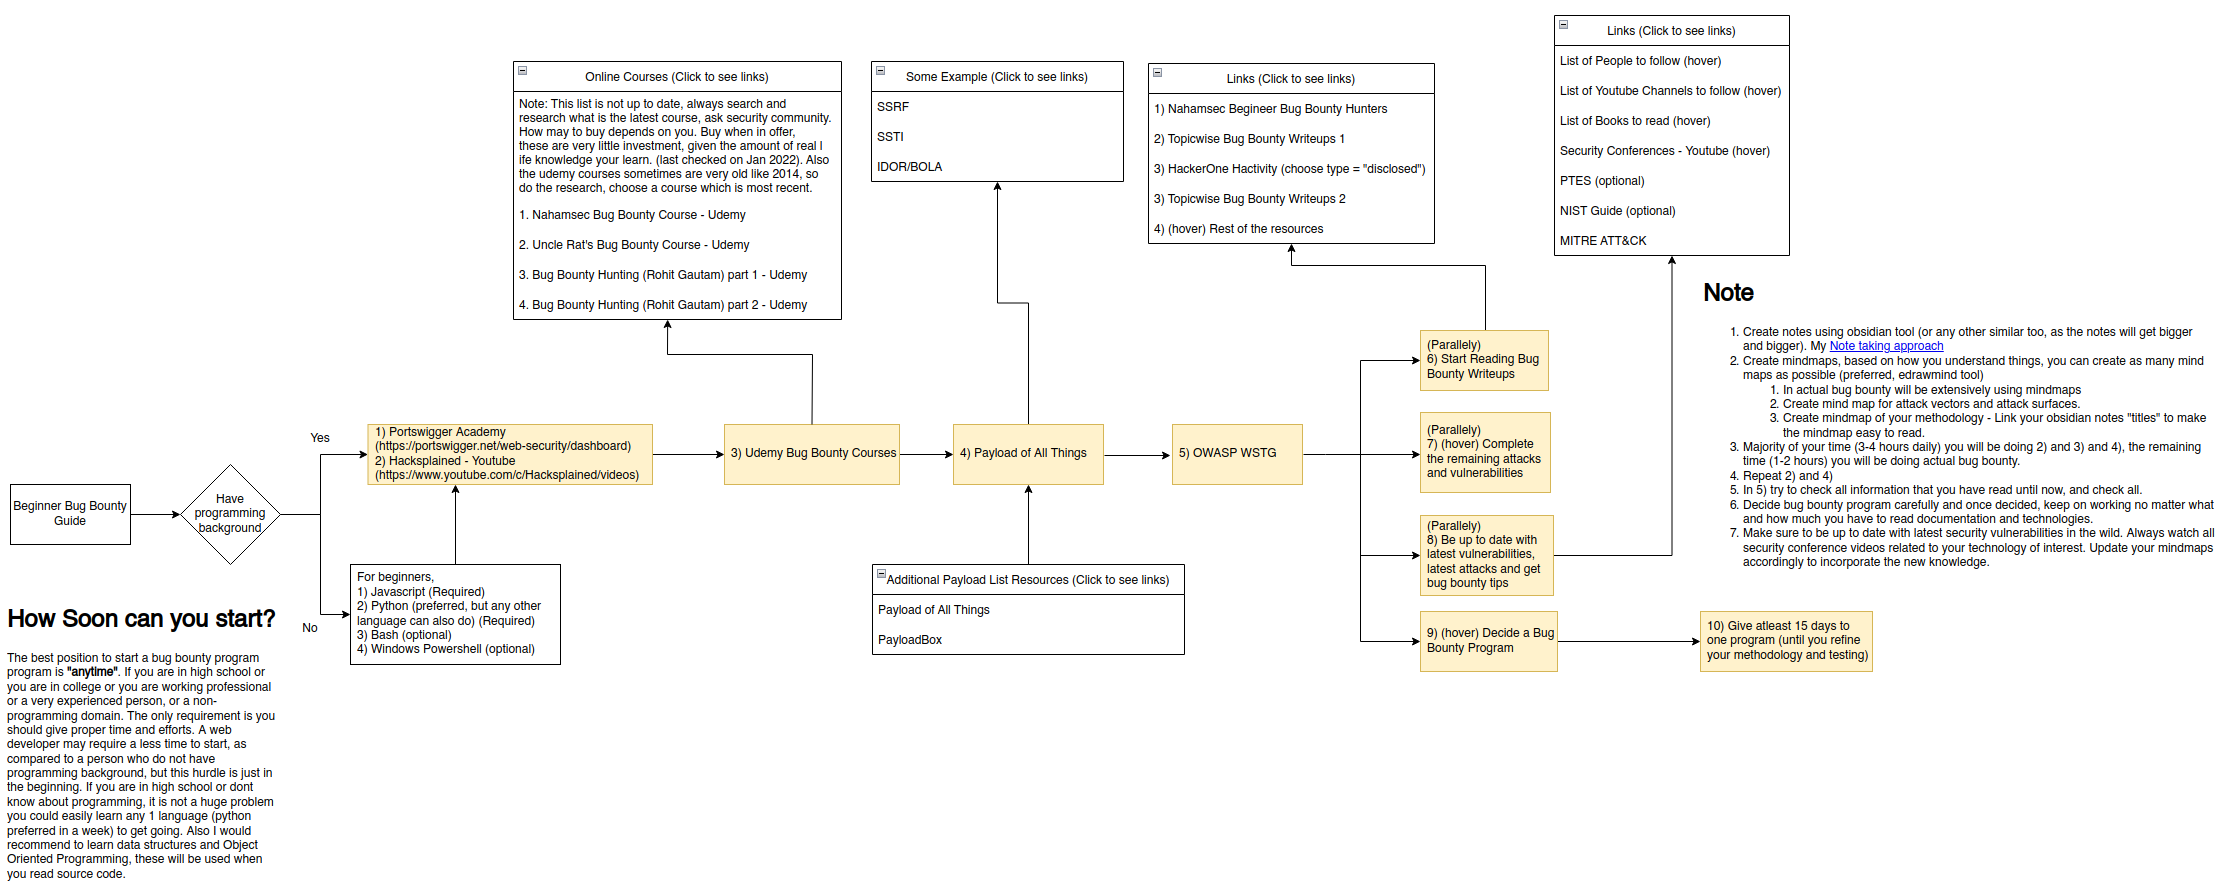 Beginner Bug Bounty
Guide
Have
programming
background
Yes
No
For beginners,
1) Javascript (Required)
2) Python (preferred, but any other
language can also do) (Required)
3) Bash (optional)
4) Windows Powershell (optional)
1) Portswigger Academy
(https://portswigger.net/web-security/dashboard)
2) Hacksplained - Youtube
(https://www.youtube.com/c/Hacksplained/videos)
Online Courses (Click to see links)
Note: This list is not up to date, always search and
research what is the latest course, ask security community.
How may to buy depends on you. Buy when in offer,
these are very little investment, given the amount of real l
ife knowledge your learn. (last checked on Jan 2022). Also
the udemy courses sometimes are very old like 2014, so
do the research, choose a course which is most recent.
1. Nahamsec Bug Bounty Course - Udemy
2. Uncle Rat's Bug Bounty Course - Udemy
3. Bug Bounty Hunting (Rohit Gautam) part 1 - Udemy
4. Bug Bounty Hunting (Rohit Gautam) part 2 - Udemy
3) Udemy Bug Bounty Courses
Some Example (Click to see links)
SSRF
SSTI
IDOR/BOLA
4) Payload of All Things
Additional Payload List Resources (Click to see links)
Payload of All Things
PayloadBox
5) OWASP WSTG
Links (Click to see links)
1) Nahamsec Begineer Bug Bounty Hunters
2) Topicwise Bug Bounty Writeups 1
3) HackerOne Hactivity (choose type = "disclosed")
3) Topicwise Bug Bounty Writeups 2
4) (hover) Rest of the resources
(Parallely)
6) Start Reading Bug
Bounty Writeups
(Parallely)
7) (hover) Complete
the remaining attacks
and vulnerabilities
(Parallely)
8) Be up to date with
latest vulnerabilities,
latest attacks and get
bug bounty tips
9) (hover) Decide a Bug
Bounty Program
10) Give atleast 15 days to
one program (until you refine
your methodology and testing)
Links (Click to see links)
List of People to follow (hover)
List of Youtube Channels to follow (hover)
List of Books to read (hover)
Security Conferences - Youtube (hover)
PTES (optional)
NIST Guide (optional)
MITRE ATT&CK
Note
1. Create notes using obsidian tool (or any other similar too, as the notes will get bigger
and bigger). My Note taking approach
2. Create mindmaps, based on how you understand things, you can create as many mind
maps as possible (preferred, edrawmind tool)
1. In actual bug bounty will be extensively using mindmaps
2. Create mind map for attack vectors and attack surfaces.
3. Create mindmap of your methodology - Link your obsidian notes "titles" to make
the mindmap easy to read.
3. Majority of your time (3-4 hours daily) you will be doing 2) and 3) and 4), the remaining
time (1-2 hours) you will be doing actual bug bounty.
4. Repeat 2) and 4)
5. In 5) try to check all information that you have read until now, and check all.
6. Decide bug bounty program carefully and once decided, keep on working no matter what
and how much you have to read documentation and technologies.
7. Make sure to be up to date with latest security vulnerabilities in the wild. Always watch all
security conference videos related to your technology of interest. Update your mindmaps
accordingly to incorporate the new knowledge.
How Soon can you start?
The best position to start a bug bounty program
program is "anytime". If you are in high school or
you are in college or you are working professional
or a very experienced person, or a non-
programming domain. The only requirement is you
should give proper time and efforts. A web
developer may require a less time to start, as
compared to a person who do not have
programming background, but this hurdle is just in
the beginning. If you are in high school or dont
know about programming, it is not a huge problem
you could easily learn any 1 language (python
preferred in a week) to get going. Also I would
recommend to learn data structures and Object
Oriented Programming, these will be used when
you read source code.